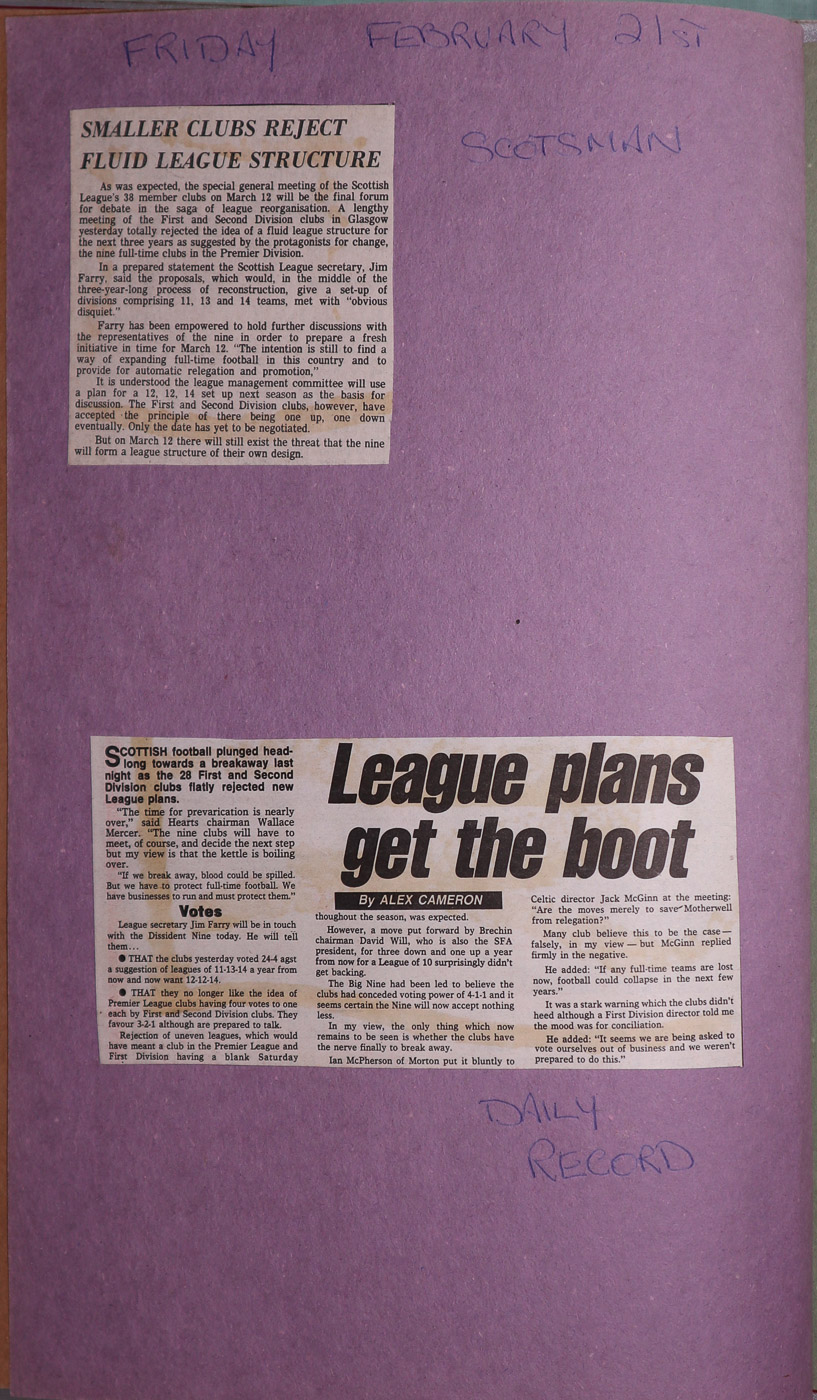 FRIDAY FEBRUARY 21ST
SCOTSMAN
SMALLER CLUBS REJECT
FLUID LEAGUE STRUCTURE
As was expected, the special general meeting of the Scottish
League's 38 member clubs on March 12 will be the final forum
for debate in the saga of league reorganisation. A lengthy
meeting of the First and Second Division clubs in Glasgow
yesterday totally rejected the idea of a fluid league structure for
the next three years as suggested by the protagonists for change,
the nine full-time clubs in the Premier Division.
In a prepared statement the Scottish League secretary, Jim
Farry, said the proposals, which would, in the middle of the
three-year-long process of reconstruction, give a set-up of
divisions comprising 11, 13 and 14 teams, met with "obvious
disquiet."
Farry has been empowered to hold further discussions with
the representatives of the nine in order to prepare a fresh
initiative in time for March 12. "The intention is still to find a
way of expanding full-time football in this country and to
provide for automatic relegation and promotion,"
It is understood the league management committee will use
a plan for a 12, 12, 14 set up next season as the basis for
discussion. The First and Second Division clubs, however, have
accepted the principle of there being one up, one down
eventually. Only the date has yet to be negotiated.
But on March 12 there will still exist the threat that the nine
will form a league structure of their own design.
League plans
get the boot
By ALEX CAMERON
SCOTTISH football plunged head-
long towards a breakaway last
night as the 28 First and Second
Division clubs flatly rejected new
League plans.
"The time for prevarication is nearly
over," said Hearts chairman Wallace
Mercer. "The nine clubs will have to
meet, of course, and decide the next step
but my view is that the kettle is boiling
over.
"If we break away, blood could be spilled.
But we have to protect full-time football. We
have businesses to run and must protect them."
Votes
League secretary Jim Farry will be in touch
with the Dissident Nine today. He will tell
them...
● THAT the clubs yesterday voted 24-4 agst
a suggestion of leagues of 11-13-14 a year from
now and now want 12-12-14.
● THAT they no longer like the idea of
Premier League clubs having four votes to one
each by First and Second Division clubs. They
favour 3-2-1 although are prepared to talk.
Rejection of uneven leagues, which would
have meant a club in the Premier League and
First Division having a blank Saturday
thoughout the season, was expected.
However, a move put forward by Brechin
chairman David Will, who is also the SFA
president, for three down and one up a year
from now for a League of 10 surprisingly didn't
get backing.
The Big Nine had been led to believe the
clubs had conceded voting power of 4-1-1 and it
seems certain the Nine will now accept nothing
less.
In my view, the only thing which now
remains to be seen is whether the clubs have
the nerve finally to break away.
Ian McPherson of Morton put it bluntly to
Celtic director Jack McGinn at the meeting:
"Are the moves merely to save Motherwell
from relegation?"
Many club believe this to be the case —
falsely, in my view — but McGinn replied
firmly in the negative.
He added: "If any full-time teams are lost
now, football could collapse in the next few
years."
It was a stark warning which the clubs didn't
heed although a First Division director told me
the mood was for conciliation.
He added: "It seems we are being asked to
vote ourselves out of business and we weren't
prepared to do this."
DAILY
RECORD